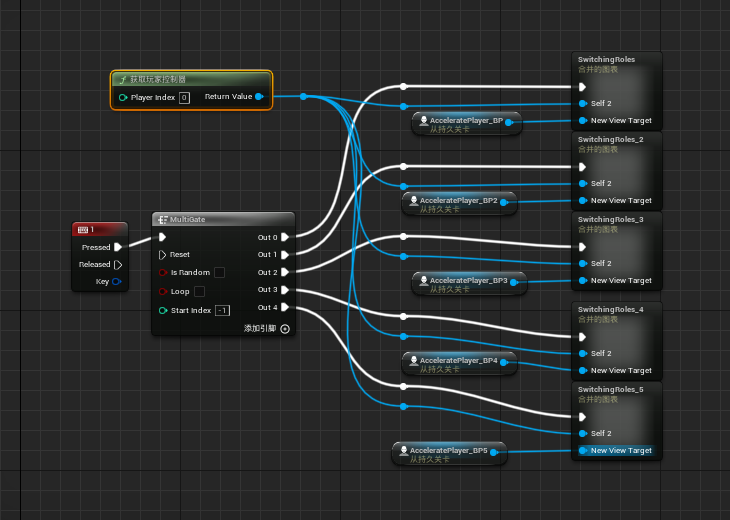 获取玩家控制器
Player Index 0 Return Value
SwitchingRoles
合并的图表
Self 2
New View Target
AcceleratePlayer_BP
从持久关卡
SwitchingRoles_2
合并的图表
Self 2
New View Target
AcceleratePlayer_BP2
从持久关卡
SwitchingRoles_3
合并的图表
Self 2
New View Target
AcceleratePlayer_BP3
从持久关卡
SwitchingRoles_4
合并的图表
Self 2
New View Target
AcceleratePlayer_BP4
从持久关卡
SwitchingRoles_5
合并的图表
Self 2
New View Target
AcceleratePlayer_BP5
从持久关卡
1
Pressed
Released
Key
MultiGate
Out 0
Reset Out 1
Is Random Out 2
Loop Out 3
Start Index -1 Out 4
添加引脚